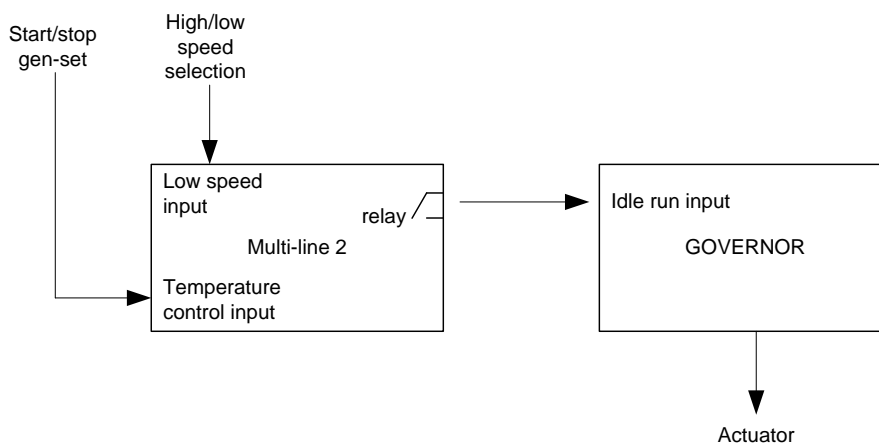 Start/stop
gen-set
High/low
speed
selection
Low speed
input
relay
Multi-line 2
Temperature
control input
Idle run input
GOVERNOR
Actuator